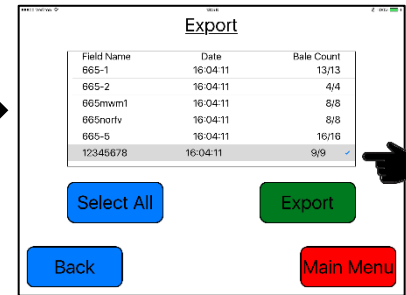 Export
Field Name Date Bale Count
665-1 16:04:11 13/13
665-2 16:04:11 4/4
665mwm1 16:04:11 8/8
665norfv 16:04:11 8/8
665-5 16:04:11 16/16
12345678 16:04:11 9/9
Select All Export
Back Main Menu